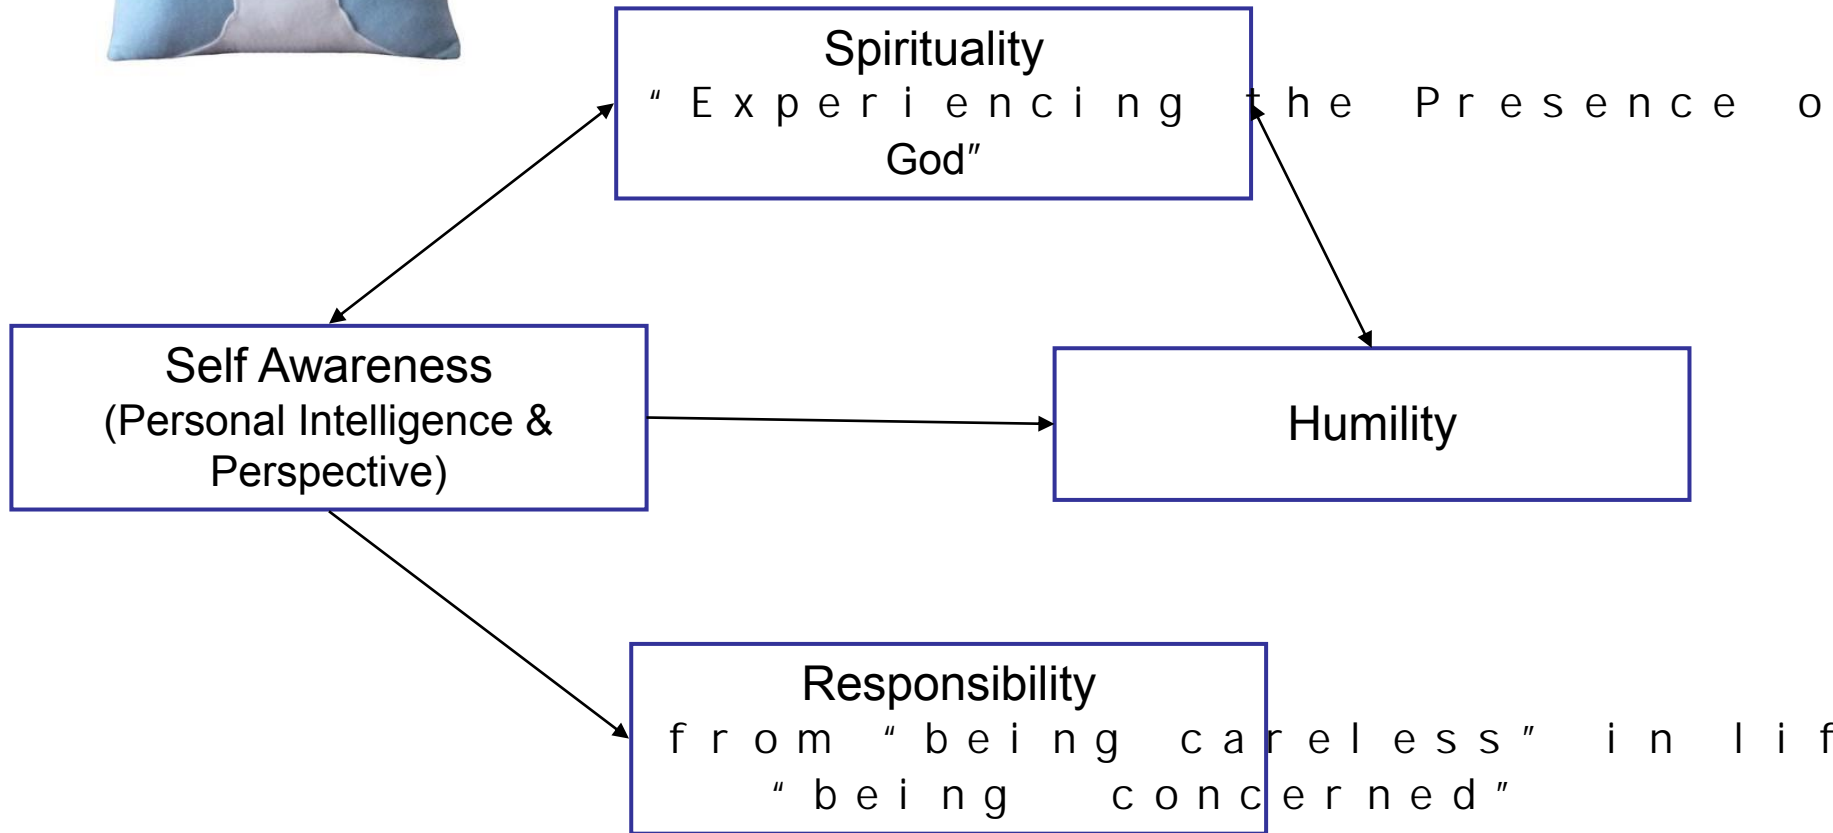 Spirituality
“Experiencing the Presence o
God”
Self Awareness
(Personal Intelligence &
Perspective)
Humility
Responsibility
from “being careless” in lif
“being concerned”